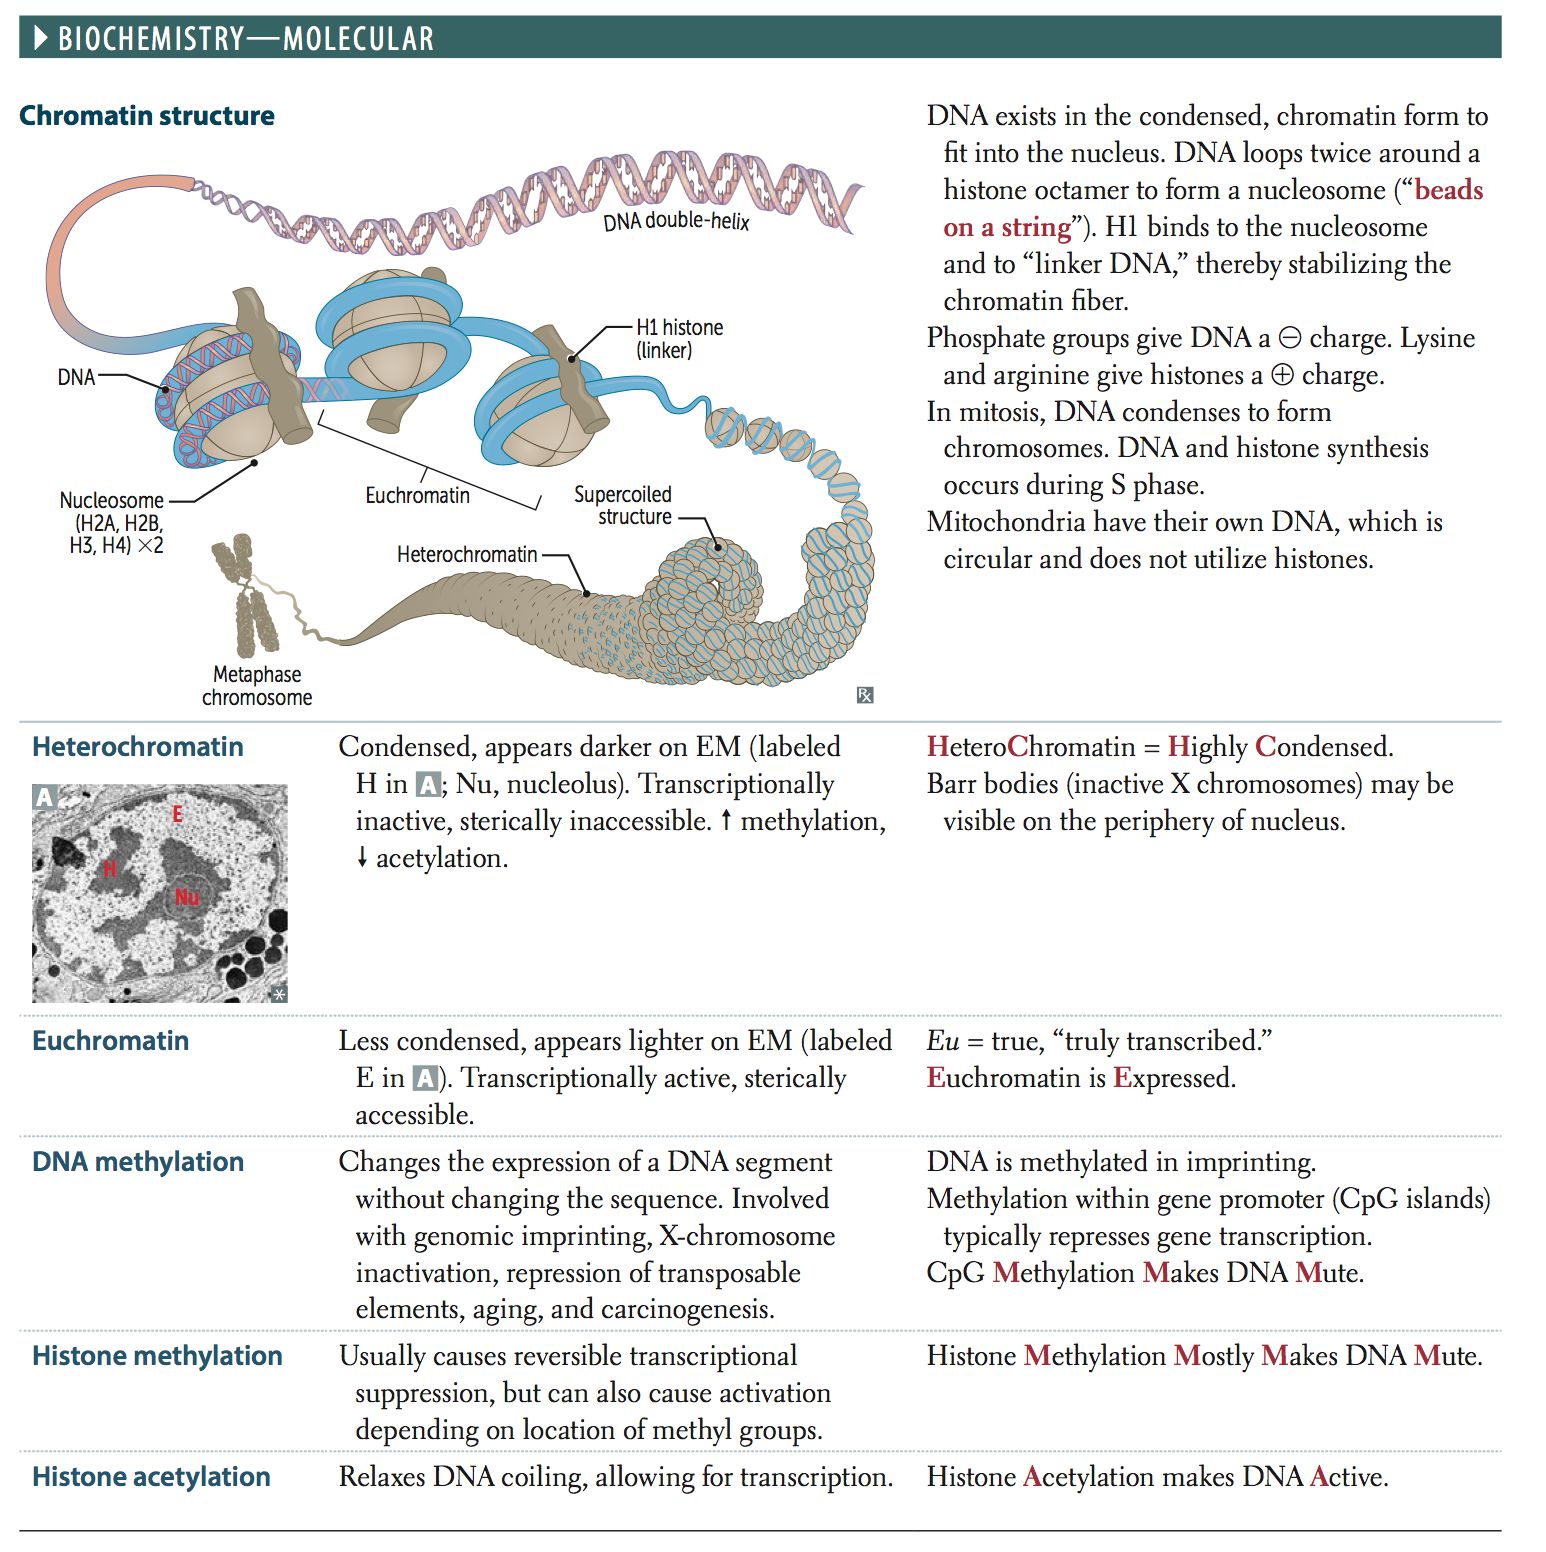 BIOCHEMISTRY—MOLECULAR
Chromatin structure
DNA double-helix
H1 histone
(linker)
DNA
Euchromatin
Nucleosome
(H2A, H2B,
H3, H4) ×2
Supercoiled
structure
Heterochromatin
Metaphase
chromosome
Rx
DNA exists in the condensed, chromatin form to
fit into the nucleus. DNA loops twice around a
histone octamer to form a nucleosome (“beads
on a string”). H1 binds to the nucleosome
and to “linker DNA,” thereby stabilizing the
chromatin fiber.
Phosphate groups give DNA a ⊖ charge. Lysine
and arginine give histones a ⊕ charge.
In mitosis, DNA condenses to form
chromosomes. DNA and histone synthesis
occurs during S phase.
Mitochondria have their own DNA, which is
circular and does not utilize histones.
Heterochromatin
A
E
H
Nu
*
Condensed, appears darker on EM (labeled
H in A; Nu, nucleolus). Transcriptionally
inactive, sterically inaccessible. ↑ methylation,
↓ acetylation.
HeteroChromatin = Highly Condensed.
Barr bodies (inactive X chromosomes) may be
visible on the periphery of nucleus.
Euchromatin
Less condensed, appears lighter on EM (labeled
E in A). Transcriptionally active, sterically
accessible.
Eu = true, “truly transcribed.”
Euchromatin is Expressed.
DNA methylation
Changes the expression of a DNA segment
without changing the sequence. Involved
with genomic imprinting, X-chromosome
inactivation, repression of transposable
elements, aging, and carcinogenesis.
DNA is methylated in imprinting.
Methylation within gene promoter (CpG islands)
typically represses gene transcription.
CpG Methylation Makes DNA Mute.
Histone methylation
Usually causes reversible transcriptional
suppression, but can also cause activation
depending on location of methyl groups.
Histone Methylation Mostly Makes DNA Mute.
Histone acetylation
Relaxes DNA coiling, allowing for transcription.
Histone Acetylation makes DNA Active.